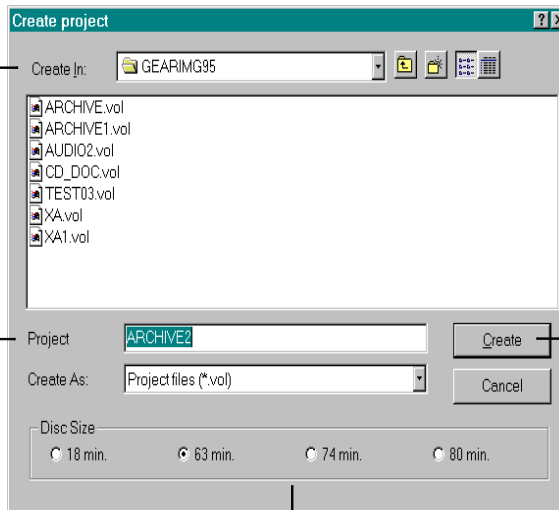 Create project
Create In: GEARIMG95
ARCHIVE.vol
ARCHIVE1.vol
AUDIO2.vol
CD_DOC.vol
TEST03.vol
XA.vol
XA1.vol
Project ARCHIVE2 Create
Create As: Project files (*.vol) Cancel
Disc Size
18 min. 63 min. 74 min. 80 min.